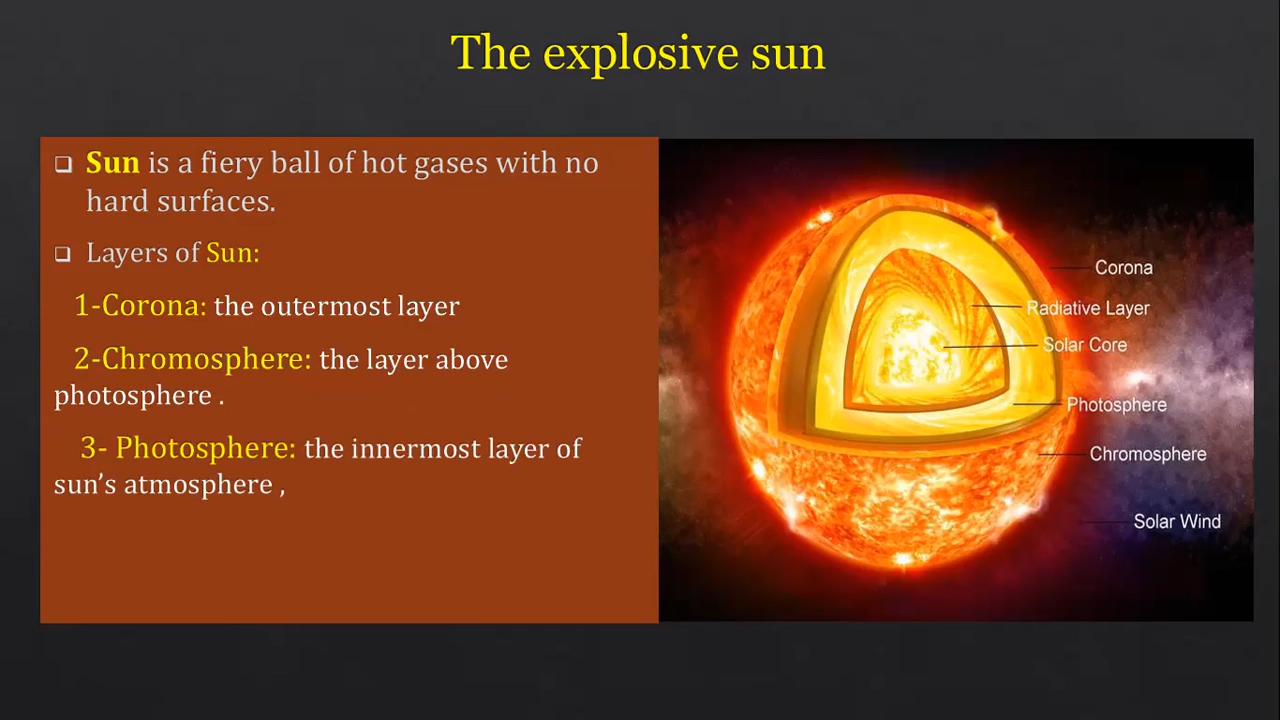 The explosive sun
Sun is a fiery ball of hot gases with no
hard surfaces.
Layers of Sun:
1-Corona: the outermost layer
2-Chromosphere: the layer above
photosphere .
3- Photosphere: the innermost layer of
sun’s atmosphere ,
Corona
Radiative Layer
Solar Core
Photosphere
Chromosphere
Solar Wind